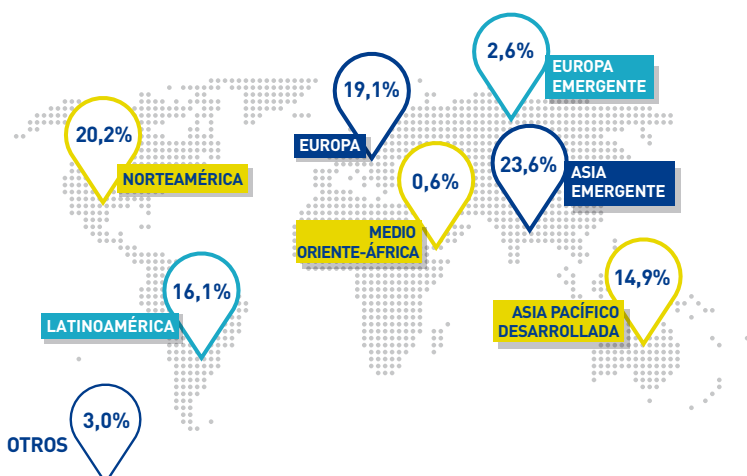 2,6%
EUROPA
EMERGENTE
19,1%
EUROPA
20,2%
NORTEAMÉRICA
23,6%
ASIA
EMERGENTE
0,6%
MEDIO
ORIENTE-ÁFRICA
16,1%
LATINOAMÉRICA
14,9%
ASIA PACÍFICO
DESARROLLADA
3,0%
OTROS